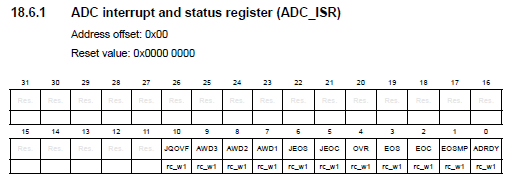 18.6.1 ADC interrupt and status register (ADC_ISR)
Address offset: 0x00
Reset value: 0x0000 0000
31 30 29 28 27 26 25 24 23 22 21 20 19 18 17 16
Res. Res. Res. Res. Res. Res. Res. Res. Res. Res. Res. Res. Res. Res. Res. Res.
15 14 13 12 11 10 9 8 7 6 5 4 3 2 1 0
Res. Res. Res. Res. Res. JQOVF AWD3 AWD2 AWD1 JEOS JEOC OVR EOS EOC EOSMP ADRDY
rc_w1 rc_w1 rc_w1 rc_w1 rc_w1 rc_w1 rc_w1 rc_w1 rc_w1 rc_w1 rc_w1